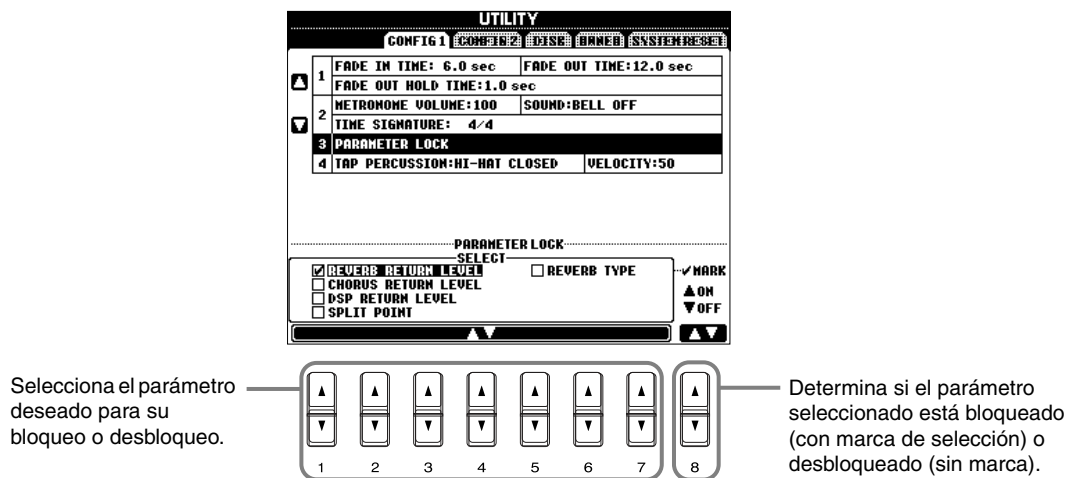 UTILITY
CONFIG 1 CONFIG 2 DISK OWNER SYSTEM RESET
1 FADE IN TIME: 6.0 sec FADE OUT TIME:12.0 sec
FADE OUT HOLD TIME:1.0 sec
2 METRONOME VOLUME:100 SOUND:BELL OFF
TIME SIGNATURE: 4/4
3 PARAMETER LOCK
4 TAP PERCUSSION:HI-HAT CLOSED VELOCITY:50
PARAMETER LOCK
SELECT
REVERB RETURN LEVEL REVERB TYPE MARK
CHORUS RETURN LEVEL
▲ON
DSP RETURN LEVEL
▼OFF
SPLIT POINT
▲▼ ▲▼
Selecciona el parámetro
deseado para su
bloqueo o desbloqueo.
1 2 3 4 5 6 7 8
Determina si el parámetro
seleccionado está bloqueado
(con marca de selección) o
desbloqueado (sin marca).